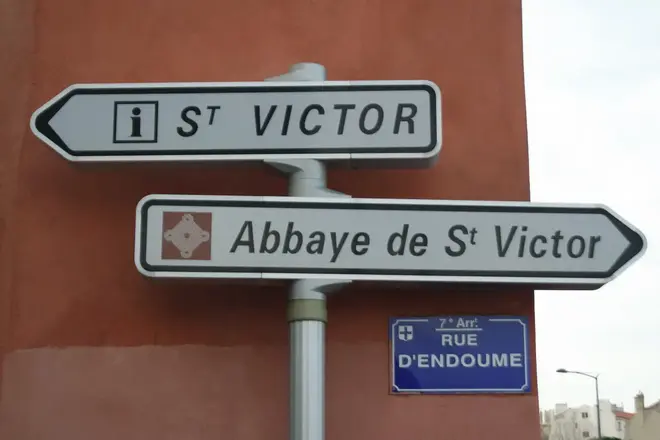 i ST VICTOR
Abbaye de St Victor
7e Arrt
RUE
D'ENDOUME